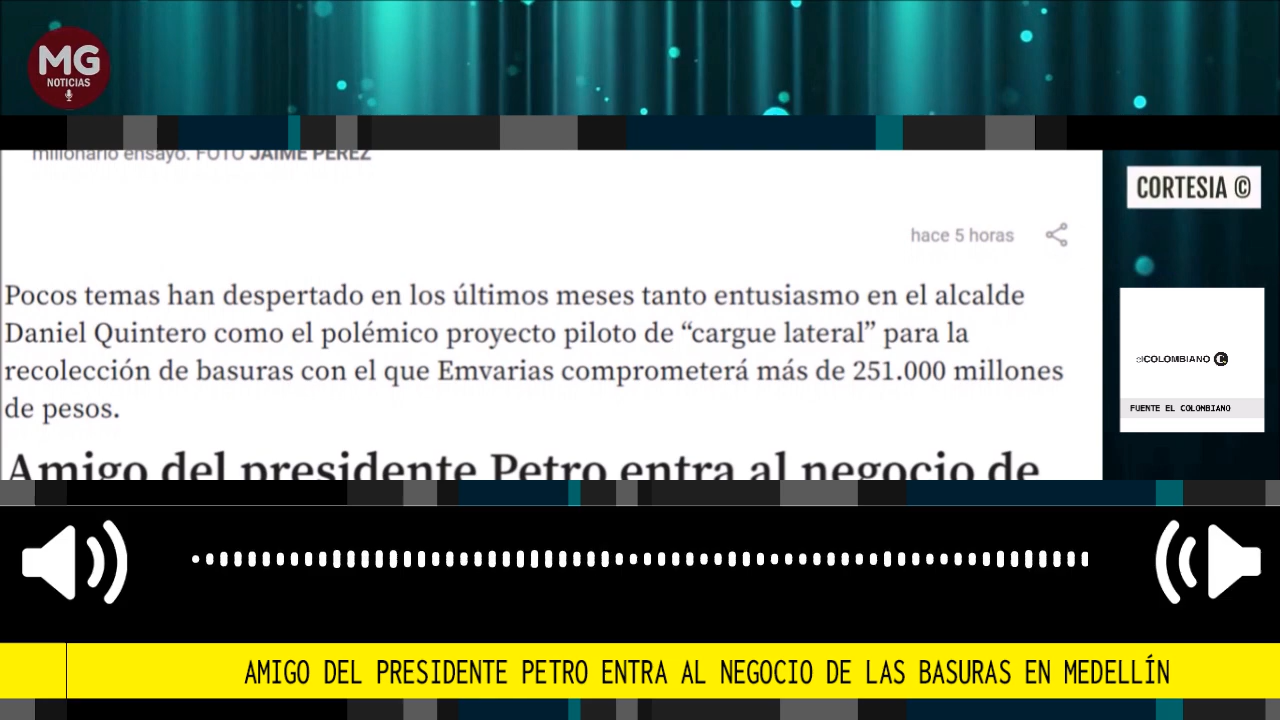 MG
NOTICIAS
millonario ensayo. FOTO JAIME PÉREZ
CORTESIA ©
hace 5 horas
Pocos temas han despertado en los últimos meses tanto entusiasmo en el alcalde
Daniel Quintero como el polémico proyecto piloto de “cargue lateral” para la
recolección de basuras con el que Emvarias comprometerá más de 251.000 millones
de pesos.
elCOLOMBIANO C
FUENTE EL COLOMBIANO
Amigo del presidente Petro entra al negocio de
AMIGO DEL PRESIDENTE PETRO ENTRA AL NEGOCIO DE LAS BASURAS EN MEDELLÍN